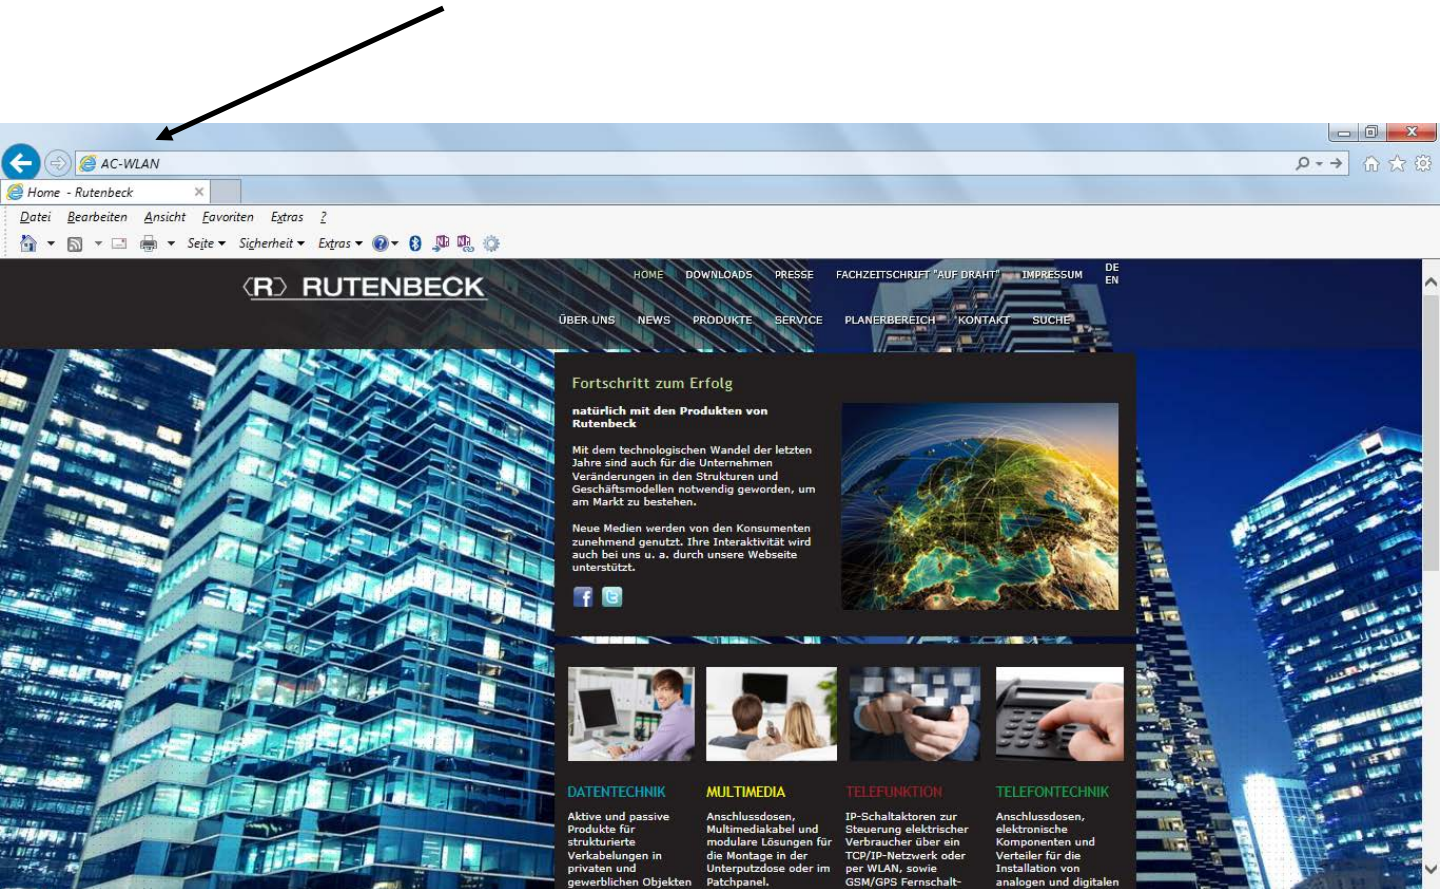 AC-WLAN
Home - Rutenbeck
Datei Bearbeiten Ansicht Favoriten Extras ?
Seite Sicherheit Extras
(R) RUTENBECK
HOME DOWNLOADS PRESSE FACHZEITSCHRIFT "AUF DRAHT" IMPRESSUM DE
EN
ÜBER UNS NEWS PRODUKTE SERVICE PLANERBEREICH KONTAKT SUCHE
Fortschritt zum Erfolg
natürlich mit den Produkten von
Rutenbeck
Mit dem technologischen Wandel der letzten
Jahre sind auch für die Unternehmen
Veränderungen in den Strukturen und
Geschäftsmodellen notwendig geworden, um
am Markt zu bestehen.
Neue Medien werden von den Konsumenten
zunehmend genutzt. Ihre Interaktivität wird
auch bei uns u. a. durch unsere Webseite
unterstützt.
DATENTECHNIK
Aktive und passive
Produkte für
strukturierte
Verkabelungen in
privaten und
gewerblichen Objekten
MULTIMEDIA
Anschlussdosen,
Multimediakabel und
modulare Lösungen für
die Montage in der
Unterputzdose oder im
Patchpanel.
TELEFUNKTION
IP-Schaltaktoren zur
Steuerung elektrischer
Verbraucher über ein
TCP/IP-Netzwerk oder
per WLAN, sowie
GSM/GPS Fernschalt-
TELEFONTECHNIK
Anschlussdosen,
elektronische
Komponenten und
Verteiler für die
Installation von
analogen und digitalen